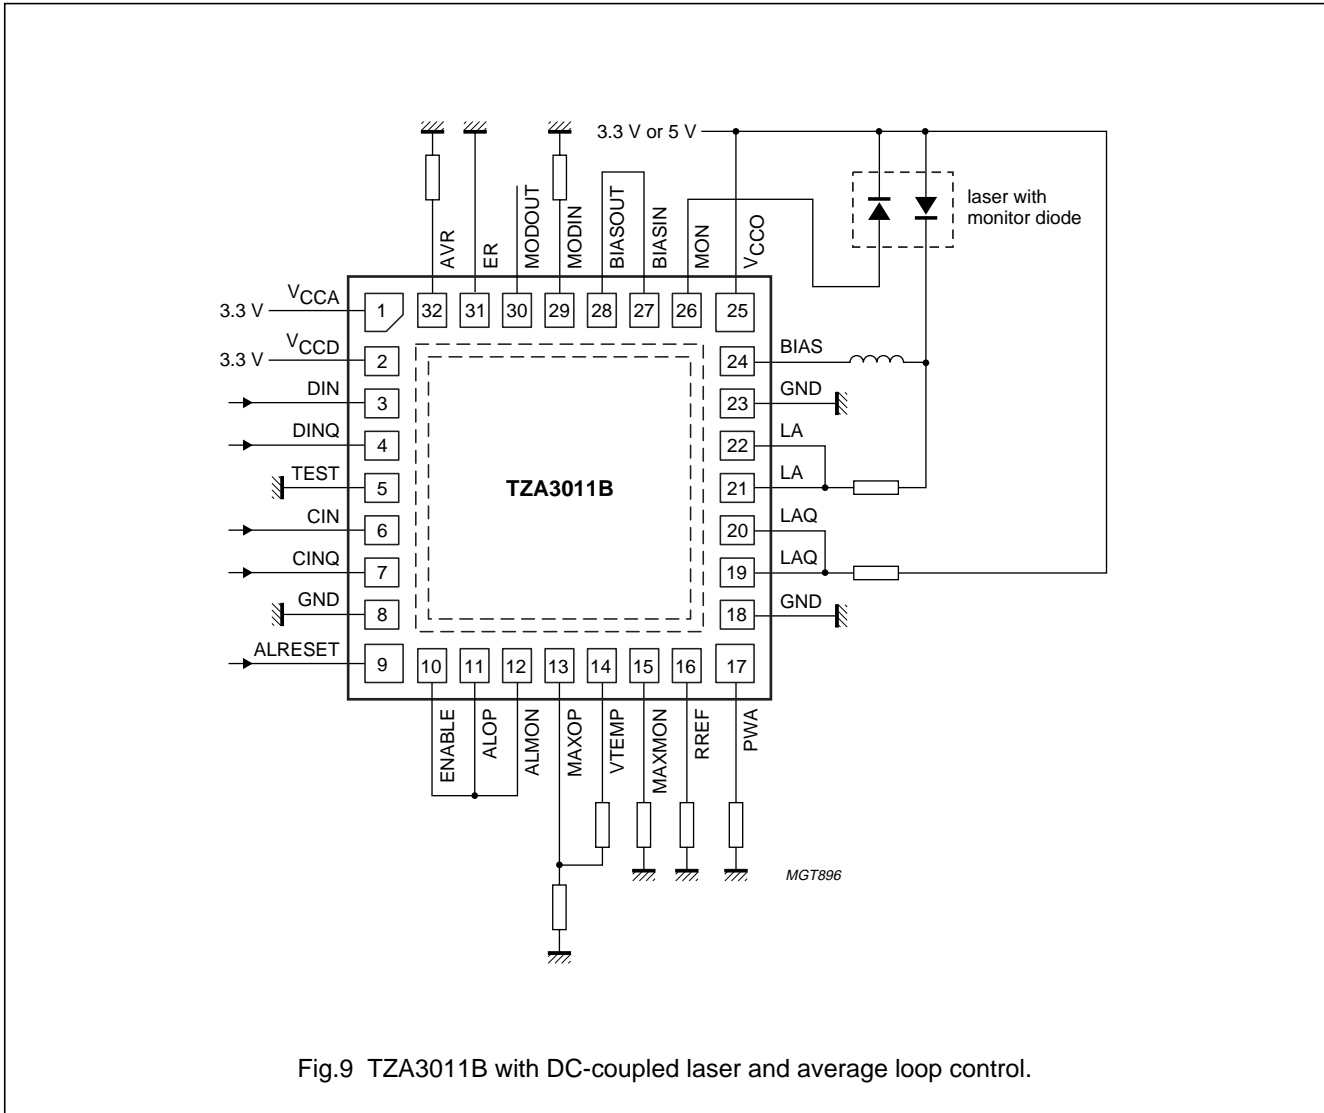 3.3 V or 5 V
laser with
monitor diode
AVR
ER
MODOUT
MODIN
BIASOUT
BIASIN
MON
VCCO
3.3 V
VCCA
1
32
31
30
29
28
27
26
25
3.3 V
VCCD
2
24
BIAS
DIN
3
23
GND
DINQ
4
22
LA
TEST
5
TZA3011B
21
LA
CIN
6
20
LAQ
CINQ
7
19
LAQ
GND
8
18
GND
ALRESET
9
10
11
12
13
14
15
16
17
ENABLE
ALOP
ALMON
MAXOP
VTEMP
MAXMON
RREF
PWA
MGT896
Fig.9 TZA3011B with DC-coupled laser and average loop control.